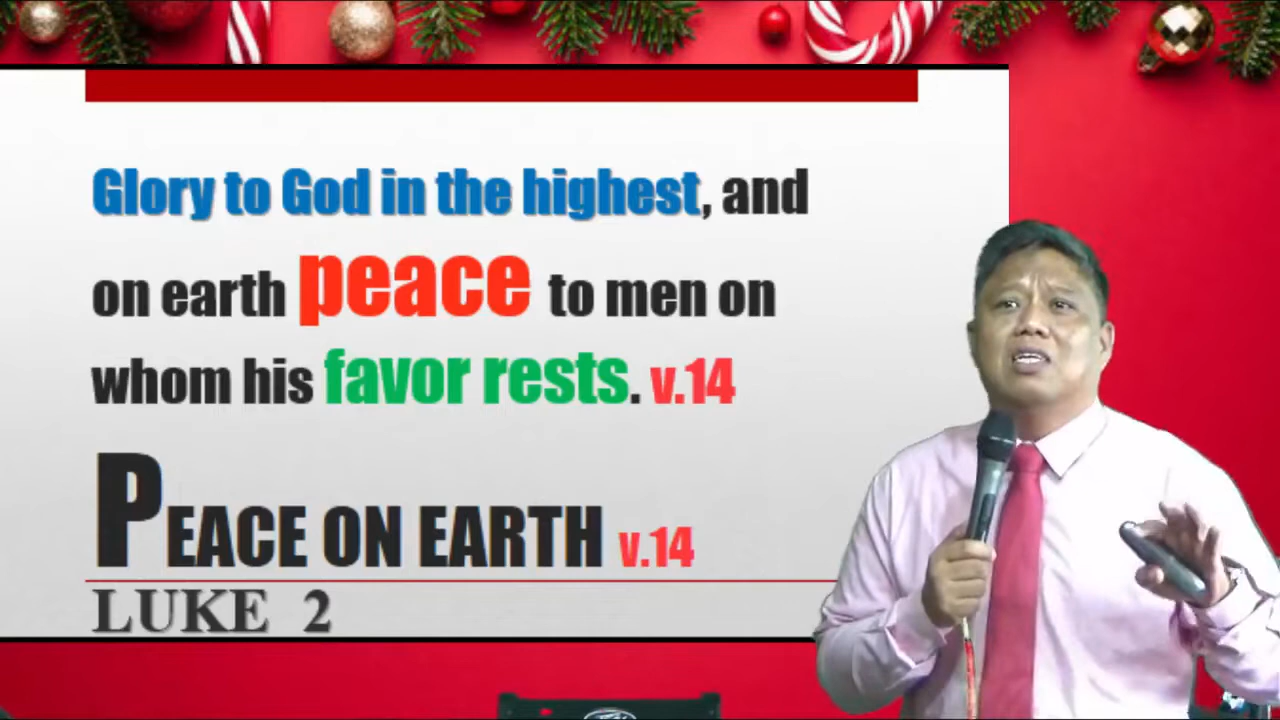 Glory to God in the highest, and
on earth peace to men on
whom his favor rests. v.14
PEACE ON EARTH v.14
LUKE 2